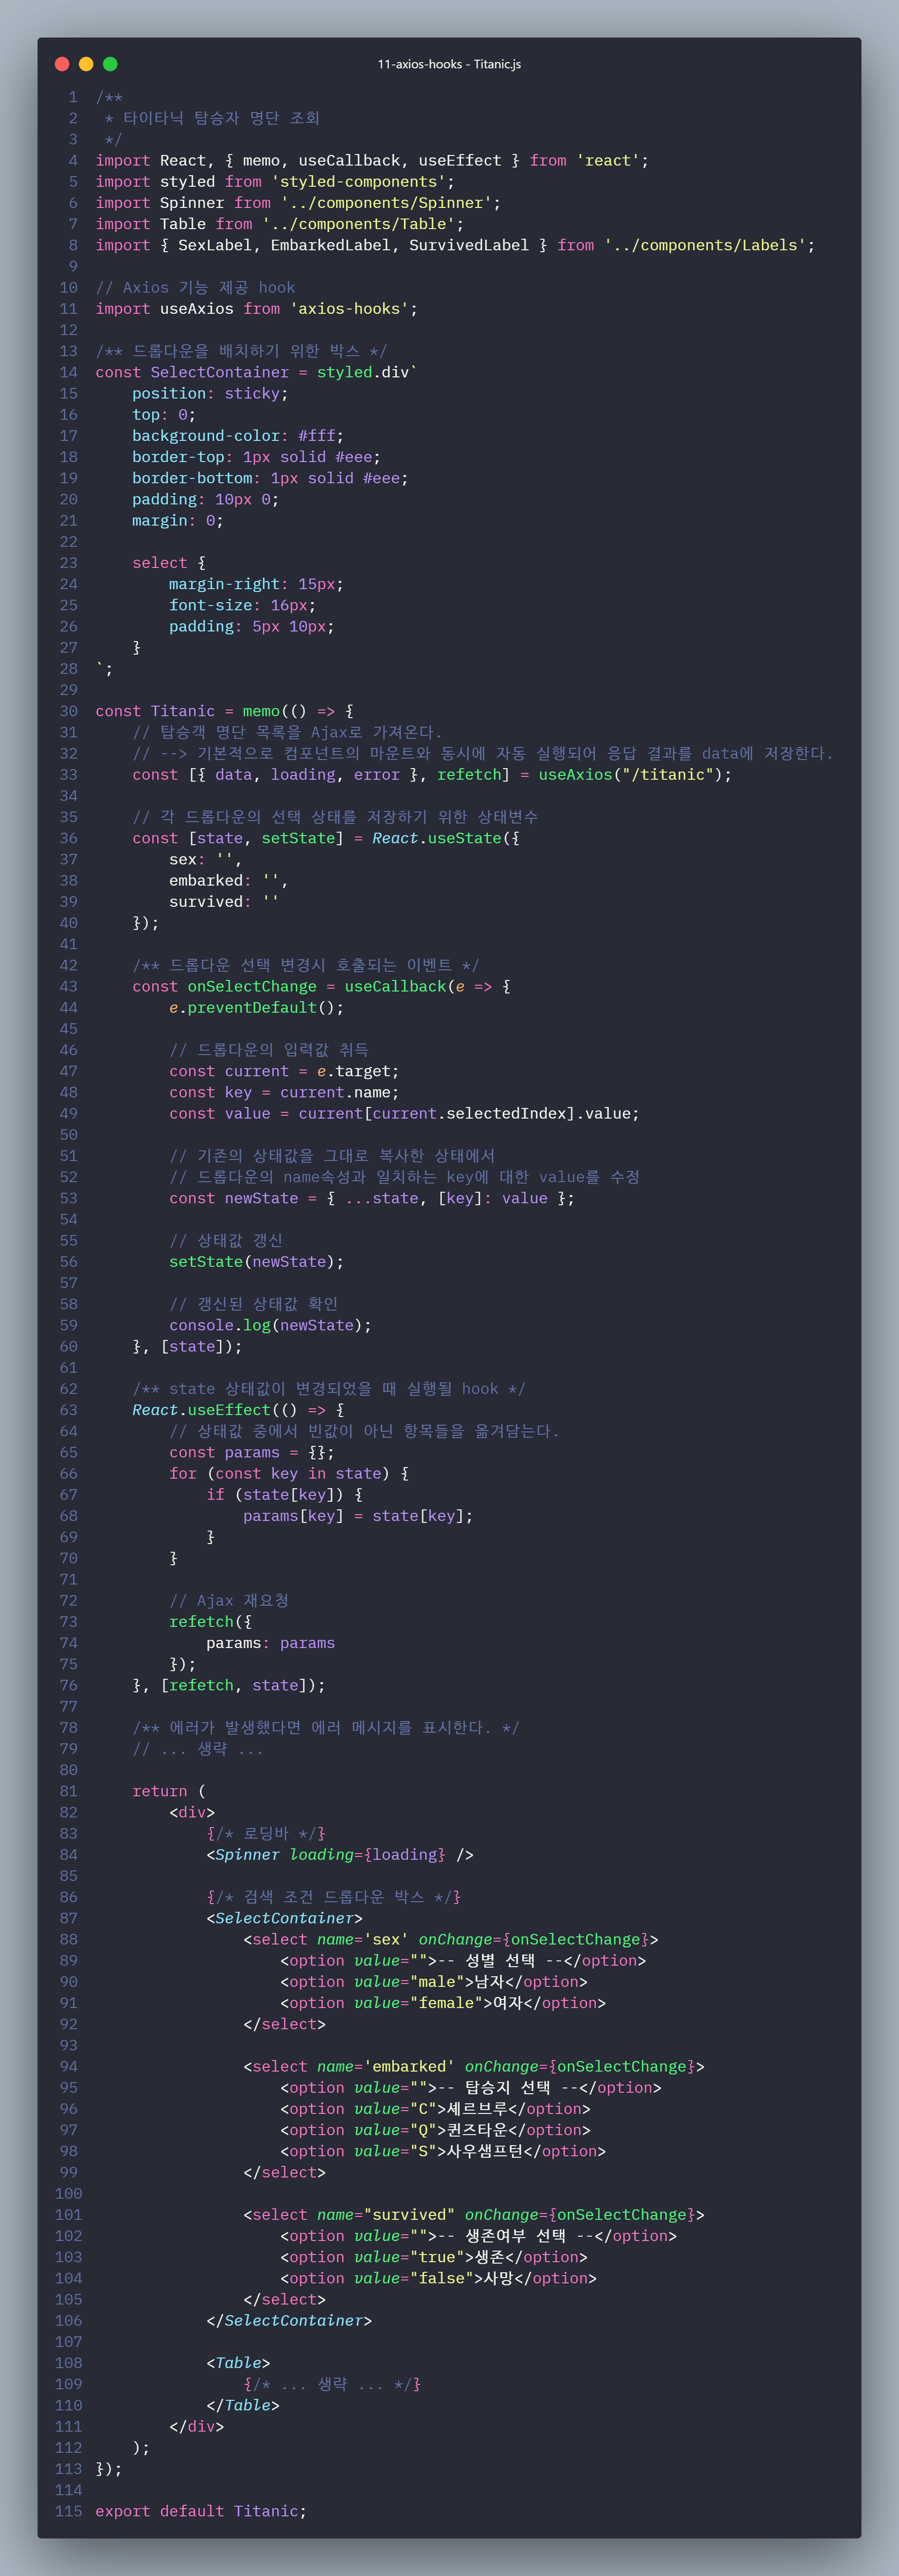 11-axios-hooks - Titanic.js
1 /**
2  * 타이타닉 탑승자 명단 조회
3  */
4 import React, { memo, useCallback, useEffect } from 'react';
5 import styled from 'styled-components';
6 import Spinner from '../components/Spinner';
7 import Table from '../components/Table';
8 import { SexLabel, EmbarkedLabel, SurvivedLabel } from '../components/Labels';
9
10 // Axios 기능 제공 hook
11 import useAxios from 'axios-hooks';
12
13 /** 드롭다운을 배치하기 위한 박스 */
14 const SelectContainer = styled.div`
15     position: sticky;
16     top: 0;
17     background-color: #fff;
18     border-top: 1px solid #eee;
19     border-bottom: 1px solid #eee;
20     padding: 10px 0;
21     margin: 0;
22
23     select {
24         margin-right: 15px;
25         font-size: 16px;
26         padding: 5px 10px;
27     }
28 `;
29
30 const Titanic = memo(() => {
31     // 탑승객 명단 목록을 Ajax로 가져온다.
32     // --> 기본적으로 컴포넌트의 마운트와 동시에 자동 실행되어 응답 결과를 data에 저장한다.
33     const [{ data, loading, error }, refetch] = useAxios("/titanic");
34
35     // 각 드롭다운의 선택 상태를 저장하기 위한 상태변수
36     const [state, setState] = React.useState({
37         sex: '',
38         embarked: '',
39         survived: ''
40     });
41
42     /** 드롭다운 선택 변경시 호출되는 이벤트 */
43     const onSelectChange = useCallback(e => {
44         e.preventDefault();
45
46         // 드롭다운의 입력값 취득
47         const current = e.target;
48         const key = current.name;
49         const value = current[current.selectedIndex].value;
50
51         // 기존의 상태값을 그대로 복사한 상태에서
52         // 드롭다운의 name속성과 일치하는 key에 대한 value를 수정
53         const newState = { ...state, [key]: value };
54
55         // 상태값 갱신
56         setState(newState);
57
58         // 갱신된 상태값 확인
59         console.log(newState);
60     }, [state]);
61
62     /** state 상태값이 변경되었을 때 실행될 hook */
63     React.useEffect(() => {
64         // 상태값 중에서 빈값이 아닌 항목들을 옮겨담는다.
65         const params = {};
66         for (const key in state) {
67             if (state[key]) {
68                 params[key] = state[key];
69             }
70         }
71
72         // Ajax 재요청
73         refetch({
74             params: params
75         });
76     }, [refetch, state]);
77
78     /** 에러가 발생했다면 에러 메시지를 표시한다. */
79     // ... 생략 ...
80
81     return (
82         <div>
83             {/* 로딩바 */}
84             <Spinner loading={loading} />
85
86             {/* 검색 조건 드롭다운 박스 */}
87             <SelectContainer>
88                 <select name='sex' onChange={onSelectChange}>
89                     <option value="">-- 성별 선택 --</option>
90                     <option value="male">남자</option>
91                     <option value="female">여자</option>
92                 </select>
93
94                 <select name='embarked' onChange={onSelectChange}>
95                     <option value="">-- 탑승지 선택 --</option>
96                     <option value="C">셰르브루</option>
97                     <option value="Q">퀸즈타운</option>
98                     <option value="S">사우샘프턴</option>
99                 </select>
100
101                 <select name="survived" onChange={onSelectChange}>
102                     <option value="">-- 생존여부 선택 --</option>
103                     <option value="true">생존</option>
104                     <option value="false">사망</option>
105                 </select>
106             </SelectContainer>
107
108             <Table>
109                 {/* ... 생략 ... */}
110             </Table>
111         </div>
112     );
113 });
114
115 export default Titanic;